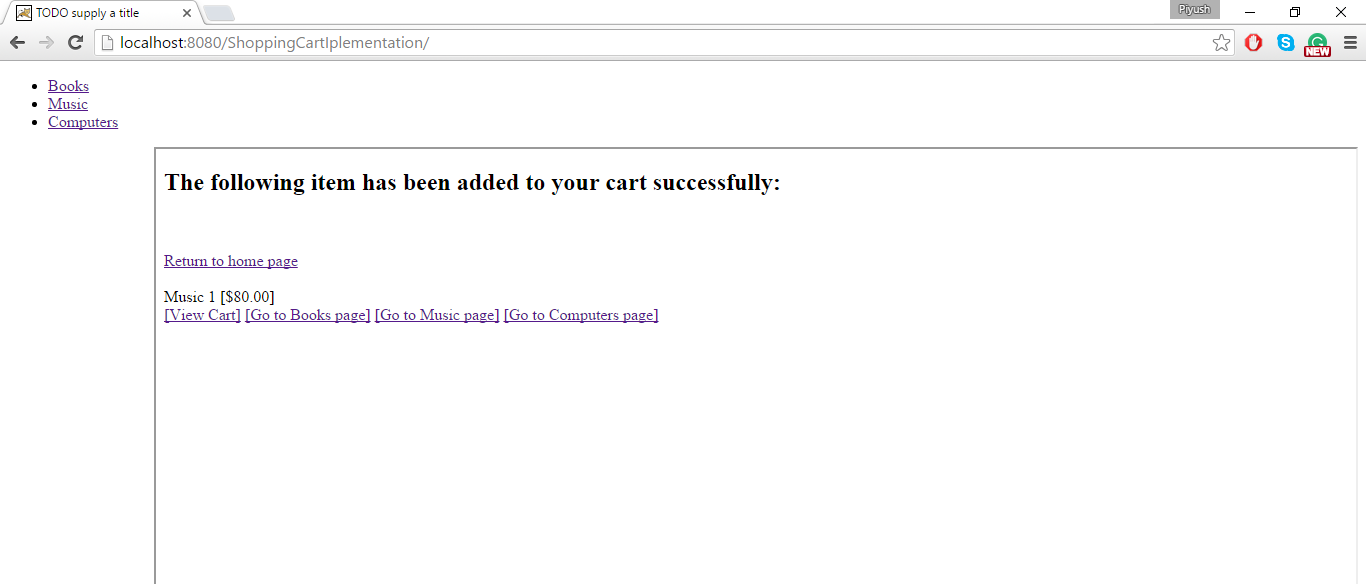 TODO supply a title
Piyush
localhost:8080/ShoppingCartIplementation/
NEW
Books
Music
Computers
The following item has been added to your cart successfully:
Return to home page
Music 1 [$80.00]
[View Cart] [Go to Books page] [Go to Music page] [Go to Computers page]